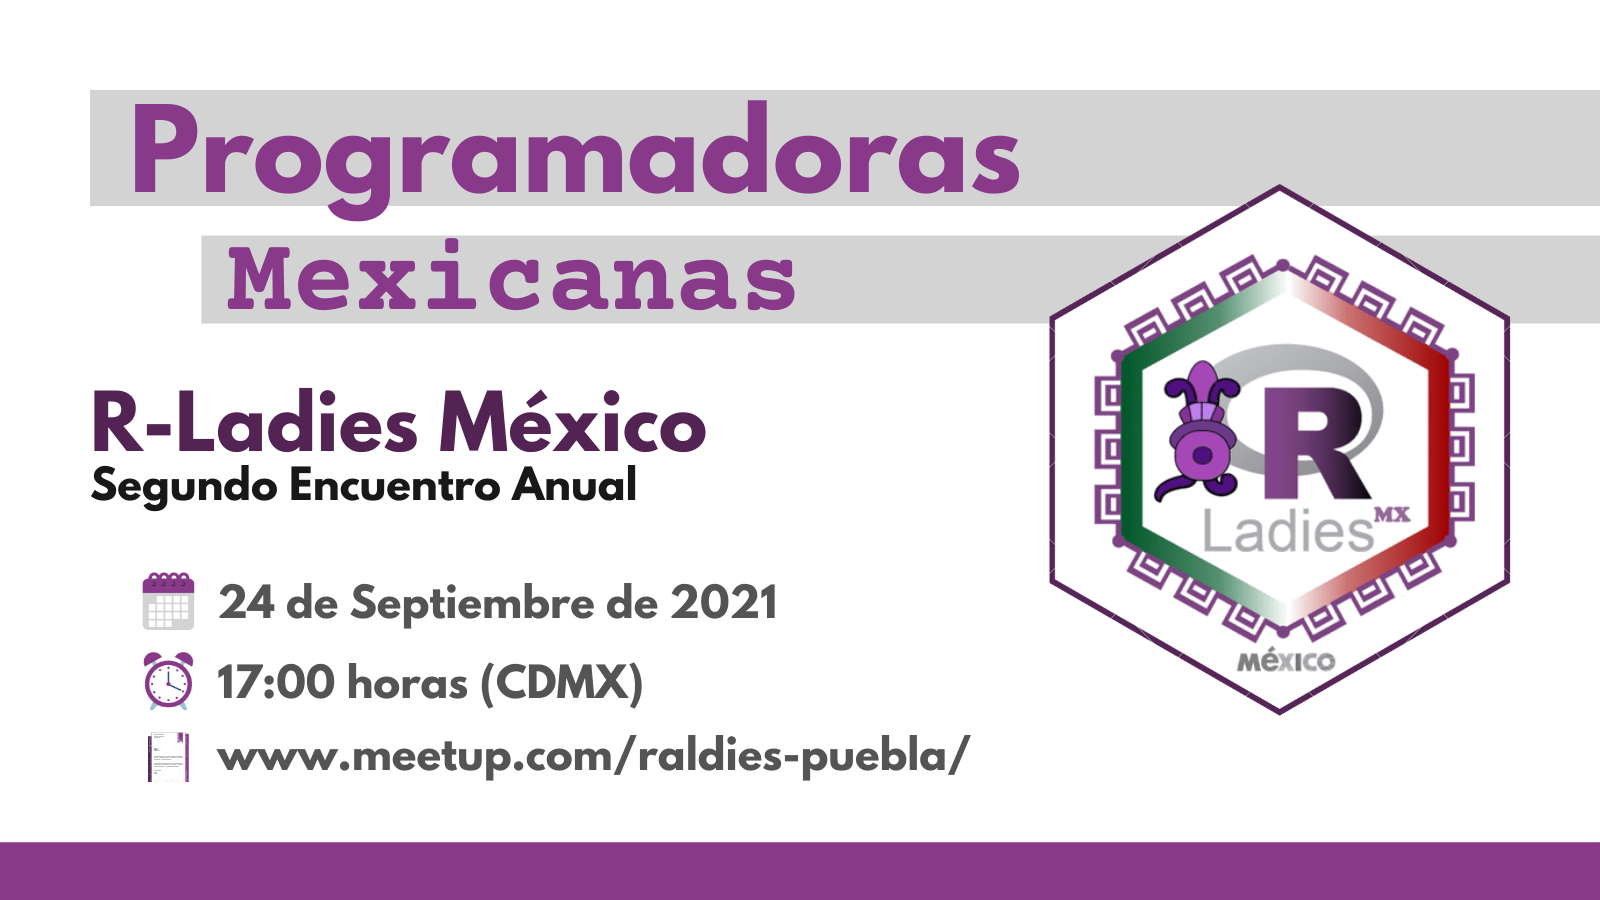 Programadoras
Mexicanas
R-Ladies México
Segundo Encuentro Anual
24 de Septiembre de 2021
17:00 horas (CDMX)
www.meetup.com/raldies-puebla/
R
Ladies MX
MÉXICO